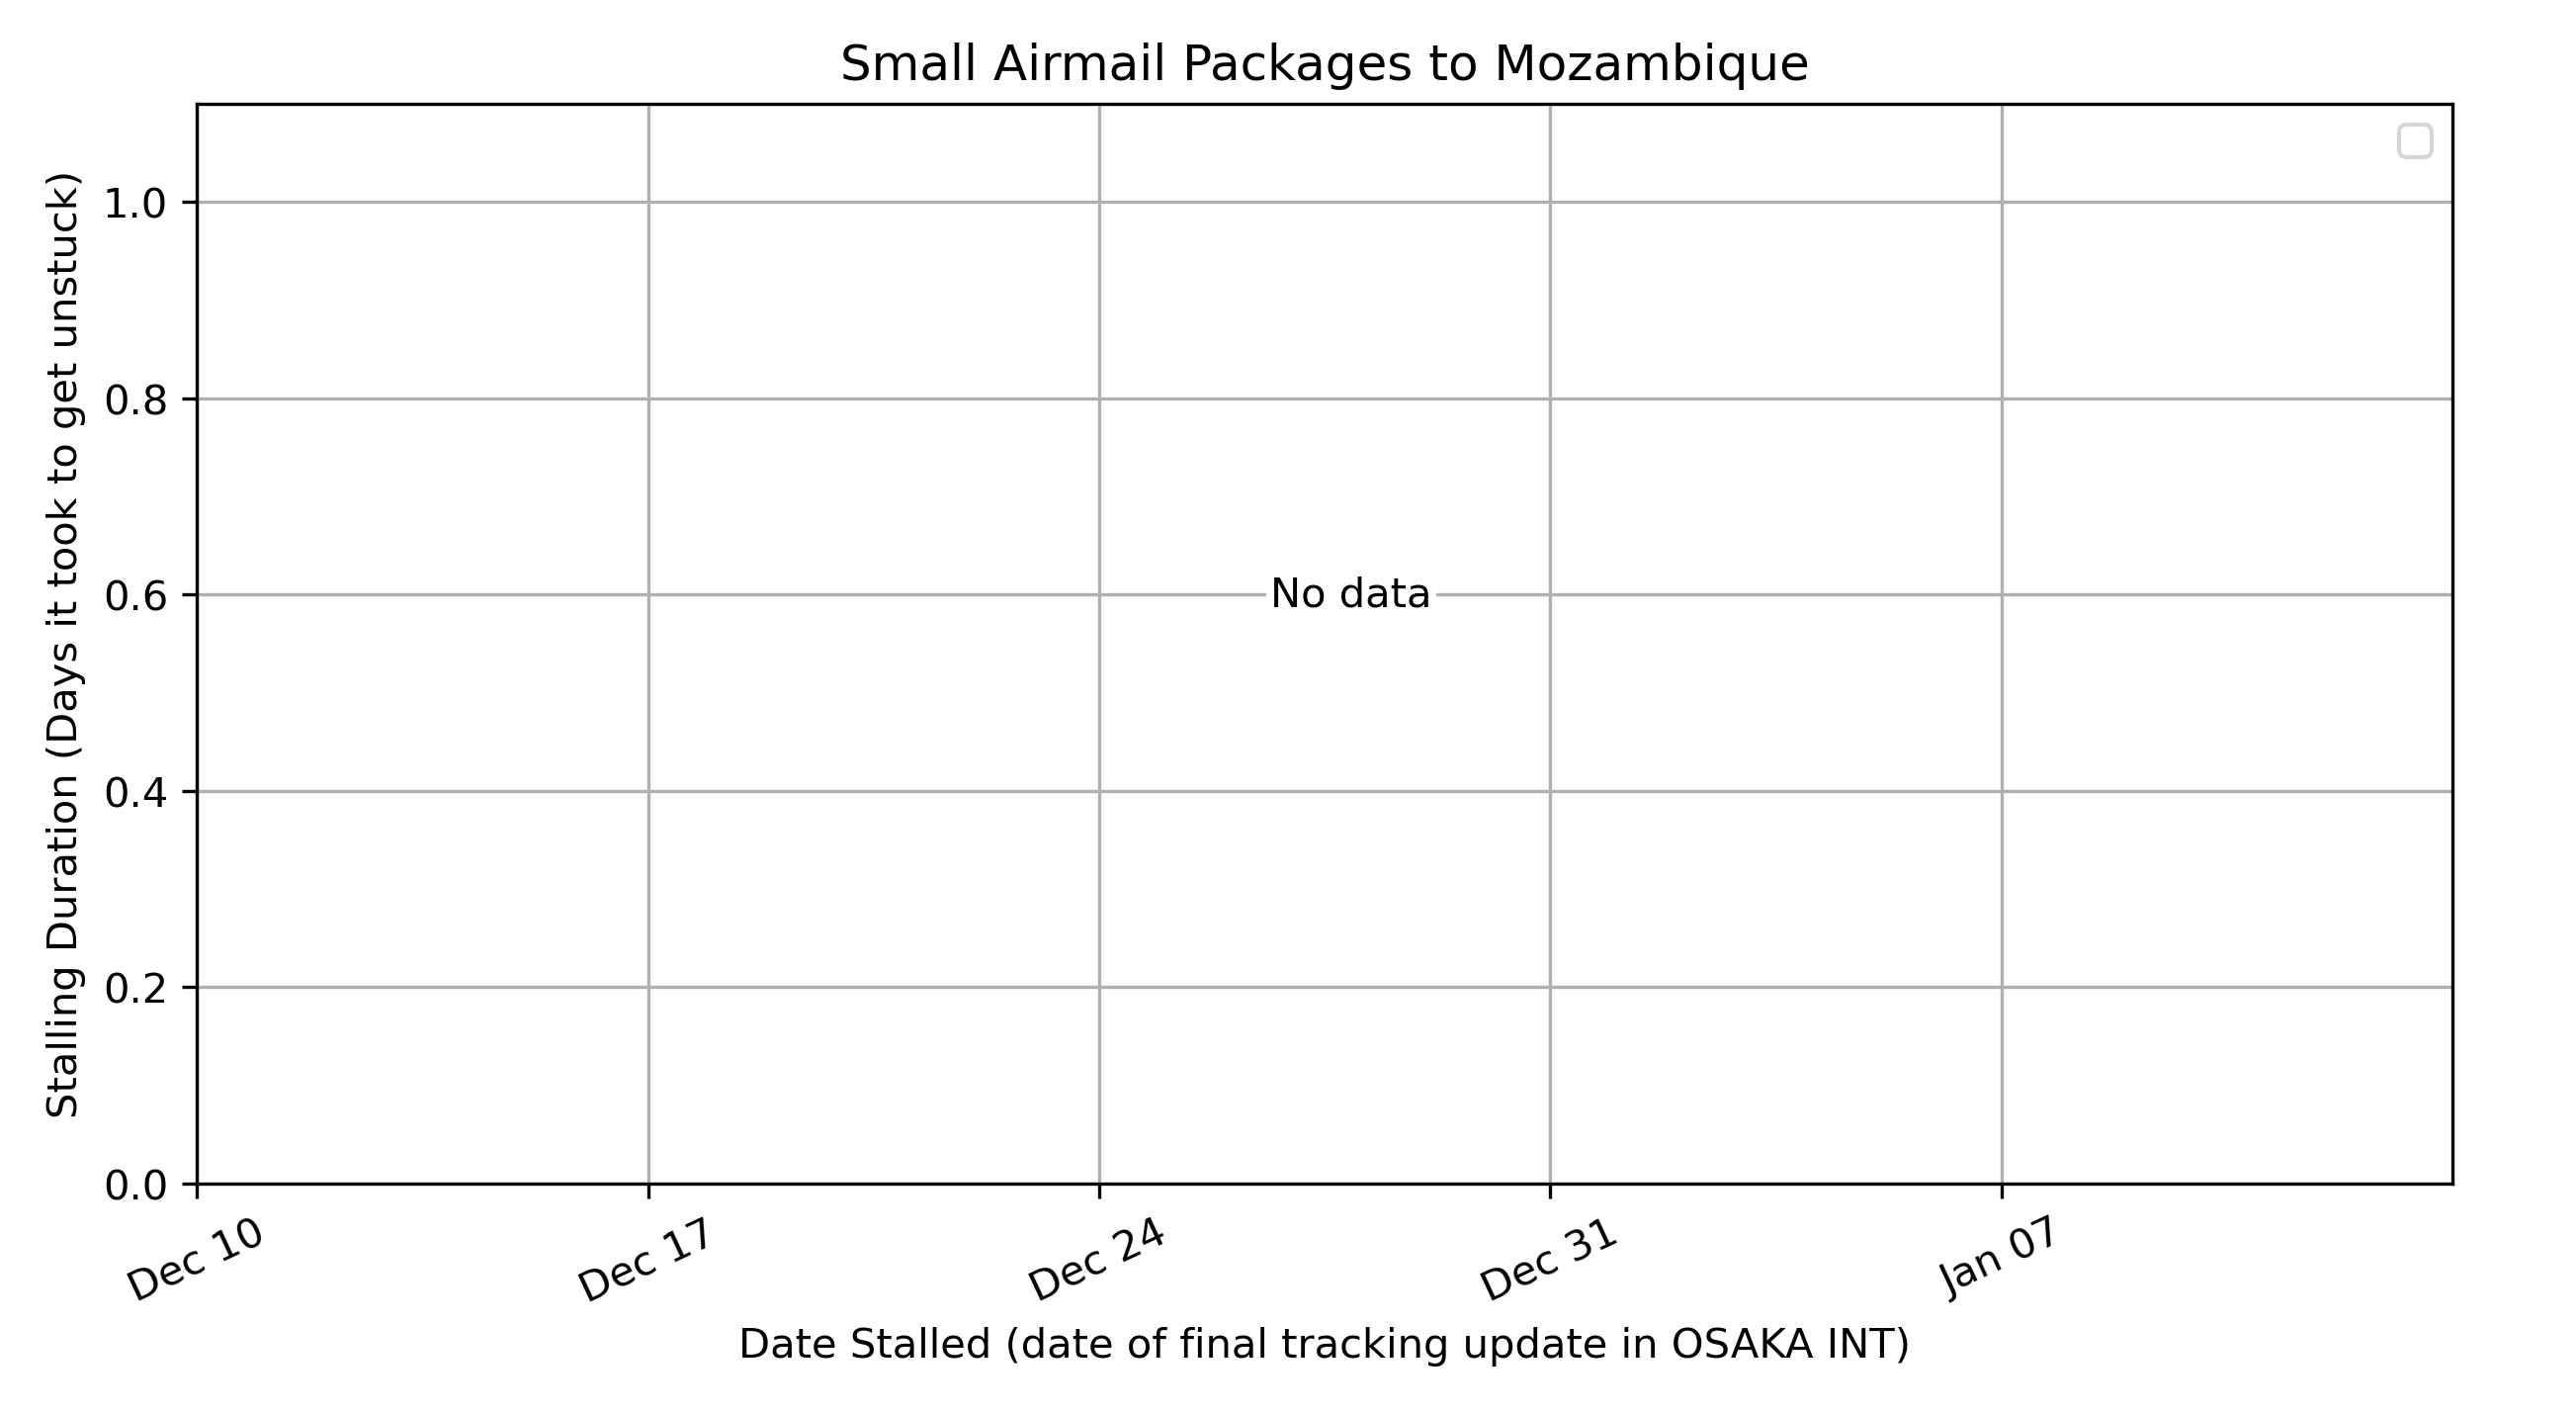 Small Airmail Packages to Mozambique
Stalling Duration (Days it took to get unstuck)
1.0
0.8
0.6
0.4
0.2
0.0
No data
Dec 10
Dec 17
Dec 24
Dec 31
Jan 07
Date Stalled (date of final tracking update in OSAKA INT)